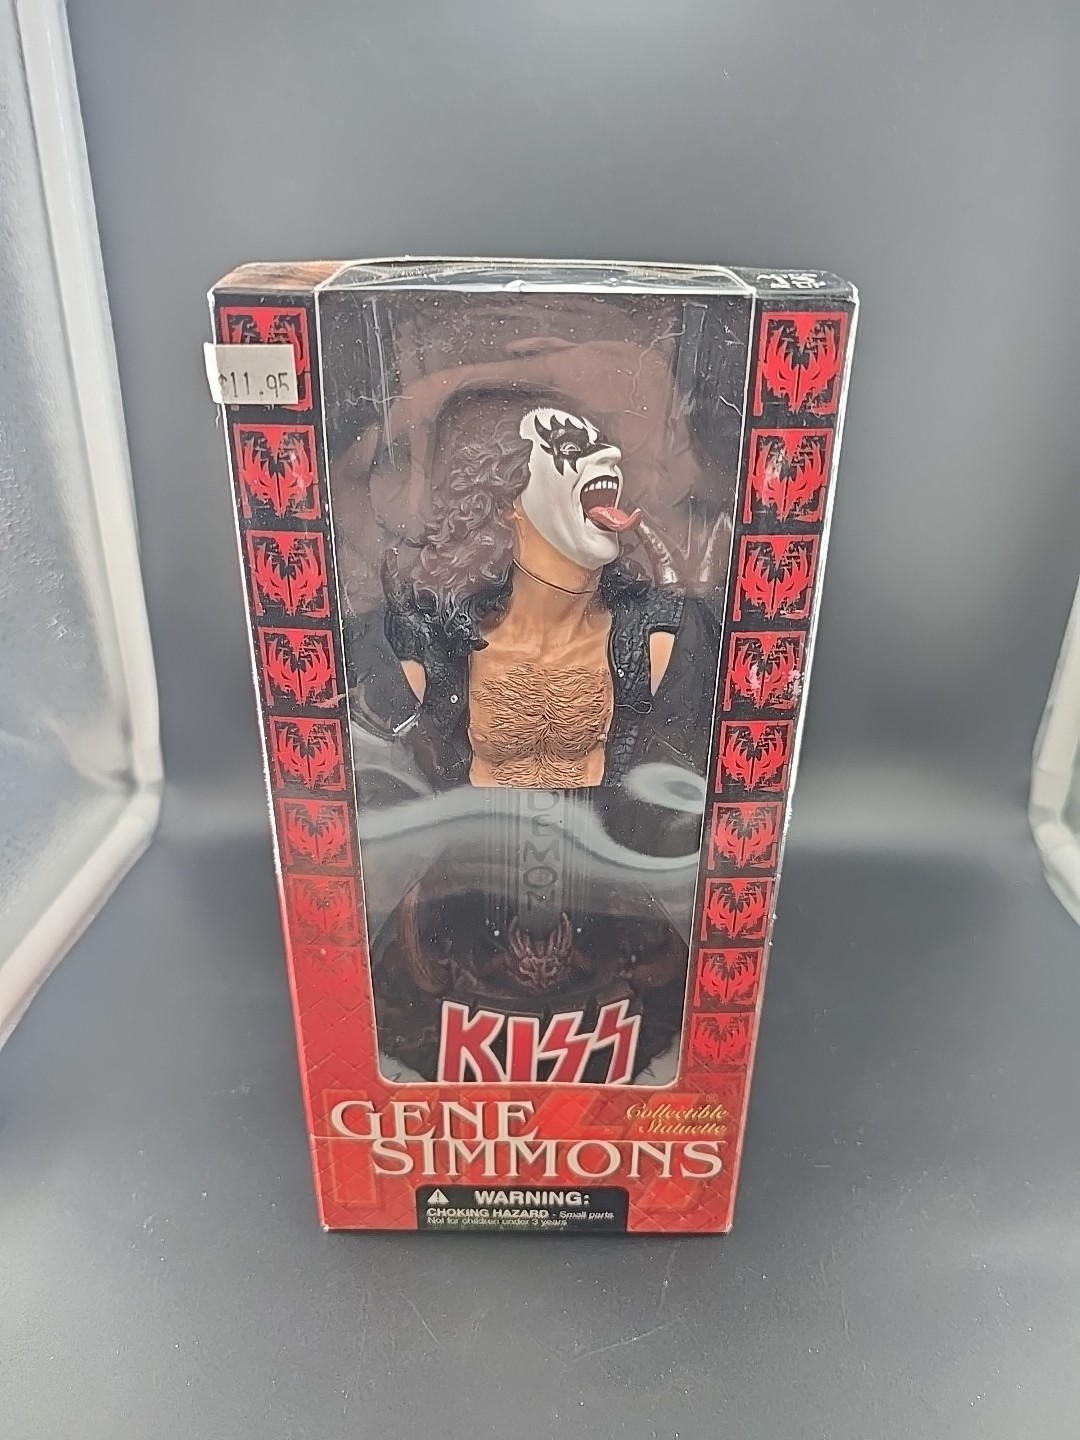 $11.95
DEMON
KISS
GENE
SIMMONS
Collectible
Statuette
WARNING:
CHOKING HAZARD - Small parts
Not for children under 3 years